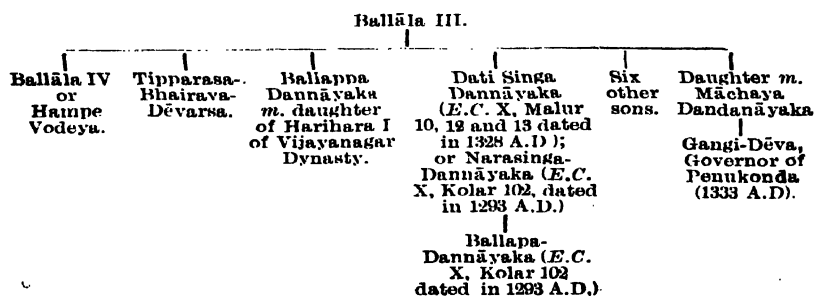 Ballāla III.
Ballāla IV
or
Hampe
Vodeya.
Tipparasa-
Bhairava-
Dēvarsa.
Ballappa
Dannāyaka
m. daughter
of Harihara I
of Vijayanagar
Dynasty.
Dati Singa
Dannāyaka
(E.C. X, Malur
10, 12 and 13 dated
in 1328 A.D );
or Narasinga-
Dannāyaka (E.C.
X, Kolar 102, dated
in 1293 A.D.)
Ballapa-
Dannāyaka (E.C.
X, Kolar 102
dated in 1293 A.D.)
Six
other
sons.
Daughter m.
Māchaya
Dandanāyaka
Gangi-Dēva,
Governor of
Penukonda
(1333 A.D).